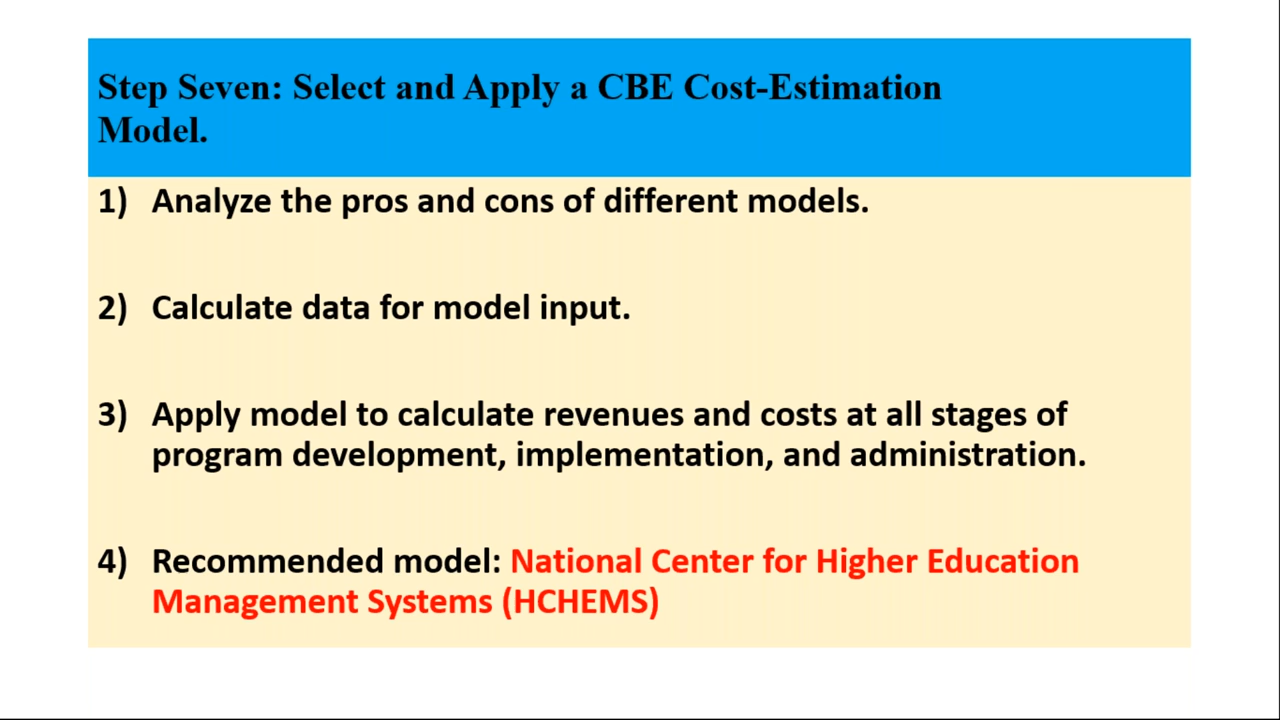 Step Seven: Select and Apply a CBE Cost-Estimation
Model.
1) Analyze the pros and cons of different models.
2) Calculate data for model input.
3) Apply model to calculate revenues and costs at all stages of
program development, implementation, and administration.
4) Recommended model: National Center for Higher Education
Management Systems (HCHEMS)